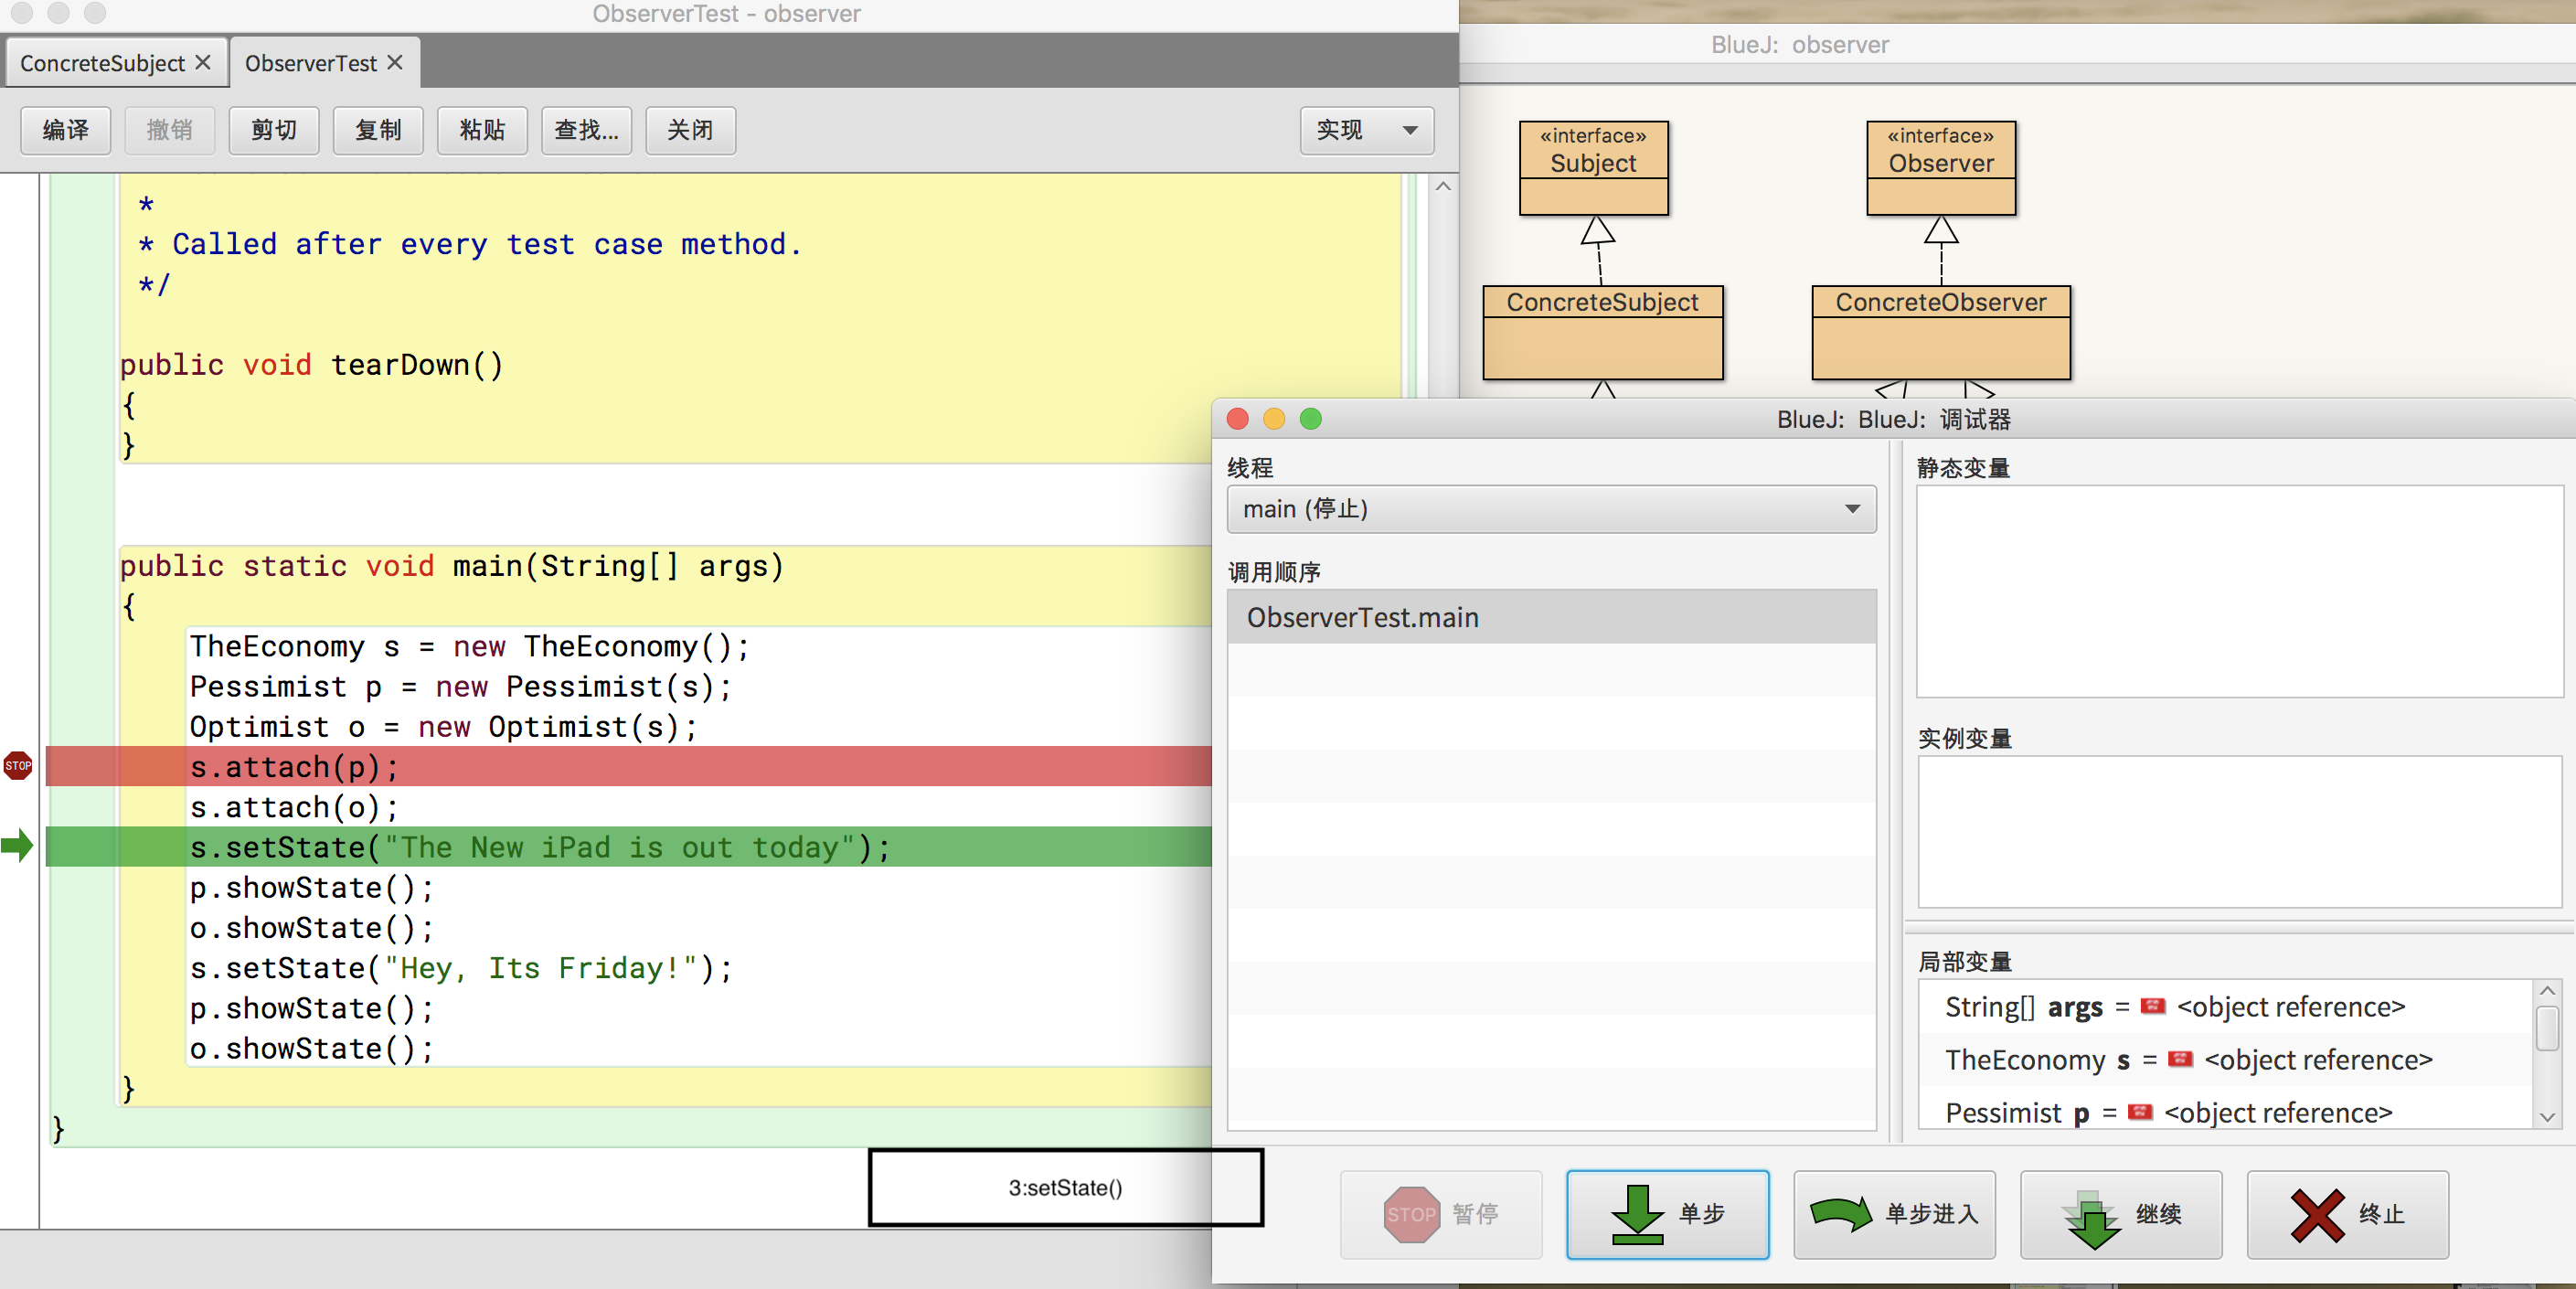 ObserverTest - observer
ConcreteSubject
ObserverTest
编译
撤销
剪切
复制
粘贴
查找...
关闭
实现
*
* Called after every test case method.
*/
public void tearDown()
{
}
public static void main(String[] args)
{
TheEconomy s = new TheEconomy();
Pessimist p = new Pessimist(s);
Optimist o = new Optimist(s);
STOP
s.attach(p);
s.attach(o);
s.setState("The New iPad is out today");
p.showState();
o.showState();
s.setState("Hey, Its Friday!");
p.showState();
o.showState();
}
}
3:setState()
BlueJ: observer
«interface»
Subject
«interface»
Observer
ConcreteSubject
ConcreteObserver
BlueJ: BlueJ: 调试器
线程
main (停止)
调用顺序
ObserverTest.main
静态变量
实例变量
局部变量
String[] args = <object reference>
TheEconomy s = <object reference>
Pessimist p = <object reference>
STOP 暂停
单步
单步进入
继续
终止